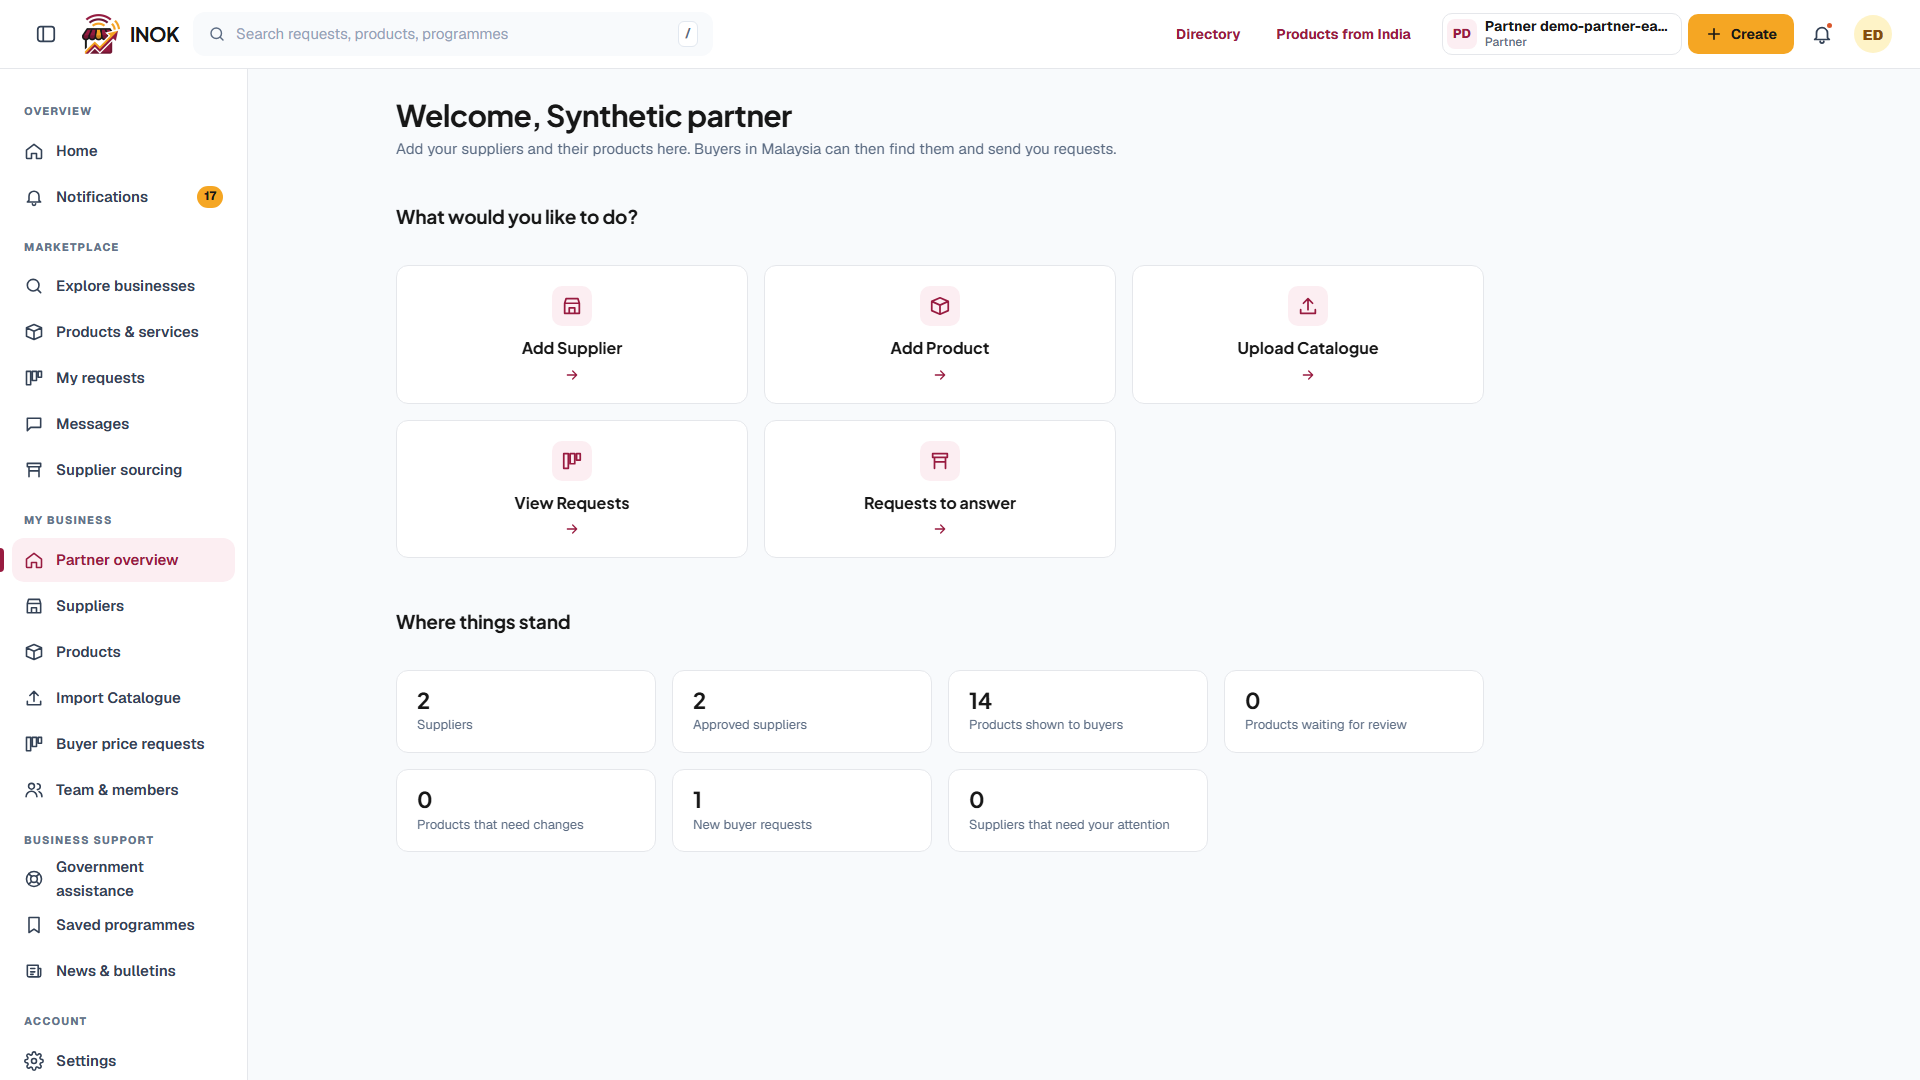 INOK
Search requests, products, programmes
/
Directory
Products from India
PD
Partner demo-partner-ea...
Partner
+ Create
ED
OVERVIEW
Home
Notifications
17
MARKETPLACE
Explore businesses
Products & services
My requests
Messages
Supplier sourcing
MY BUSINESS
Partner overview
Suppliers
Products
Import Catalogue
Buyer price requests
Team & members
BUSINESS SUPPORT
Government
assistance
Saved programmes
News & bulletins
ACCOUNT
Settings
Welcome, Synthetic partner
Add your suppliers and their products here. Buyers in Malaysia can then find them and send you requests.
What would you like to do?
Add Supplier
Add Product
Upload Catalogue
View Requests
Requests to answer
Where things stand
2
Suppliers
2
Approved suppliers
14
Products shown to buyers
0
Products waiting for review
0
Products that need changes
1
New buyer requests
0
Suppliers that need your attention